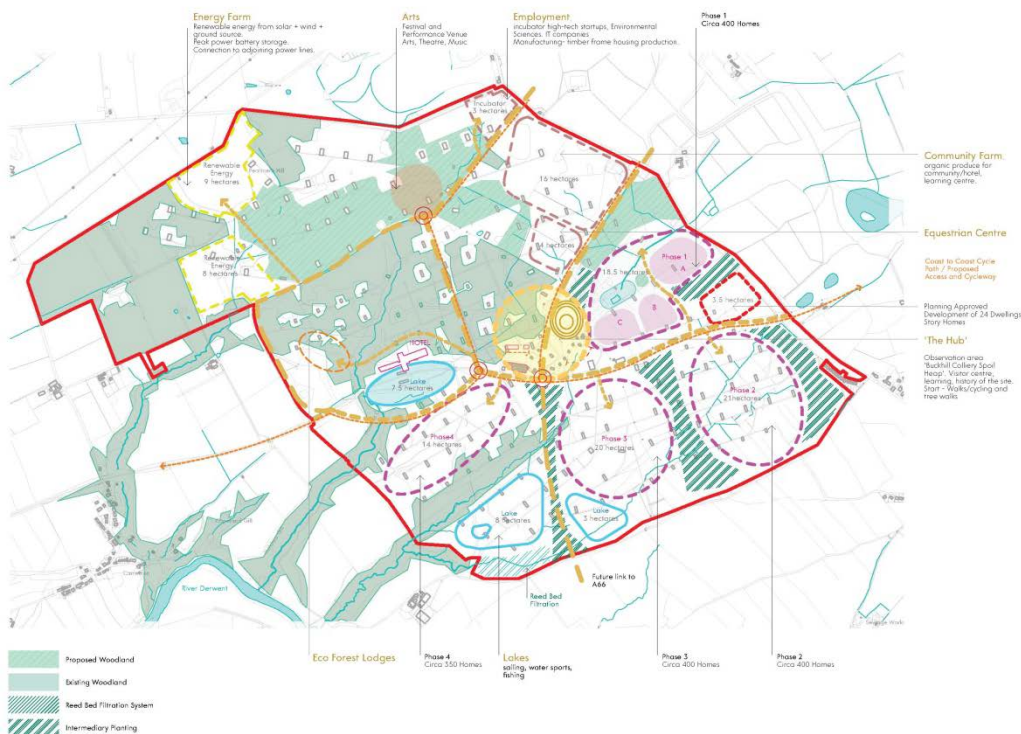 Energy Farm
Renewable energy from solar + wind +
ground source.
Peak power battery storage.
Connection to adjoining power lines.
Arts
Festival and
Performance Venue
Arts, Theatre, Music
Employment
incubator high-tech startups, Environmental
Sciences. IT companies
Manufacturing- timber frame housing production.
Phase 1
Circa 400 Homes
Incubator
3 hectares
Renewable
Energy
9 hectares
16 hectares
Community Farm.
organic produce for
community/hotel,
learning centre.
Equestrian Centre
Renewable
Energy
8 hectares
hectares
Phase 1
18.5 hectares
A
B
C
3.5 hectares
Coast to Coast Cycle
Path / Proposed
Access and Cycleway
Planning Approved
Development of 24 Dwellings
Story Homes
'The Hub'
Observation area
'Buckhill Colliery Spoil
Heap'. Visitor centre,
learning, history of the site.
Start - Walks/cycling and
tree walks
HOTEL
Lake
7.5 hectares
Phase 2
21hectares
Phase4
14 hectares
Phase 3
20 hectares
Lake
hectares
Lake
3 hectares
River Derwent
Reed Bed
Filtration
Future link to
A66
Eco Forest Lodges
Phase 4
Circa 350 Homes
Lakes
sailing, water sports,
fishing
Phase 3
Circa 400 Homes
Phase 2
Circa 400 Homes
Proposed Woodland
Existing Woodland
Reed Bed Filtration System
Intermediary Planting